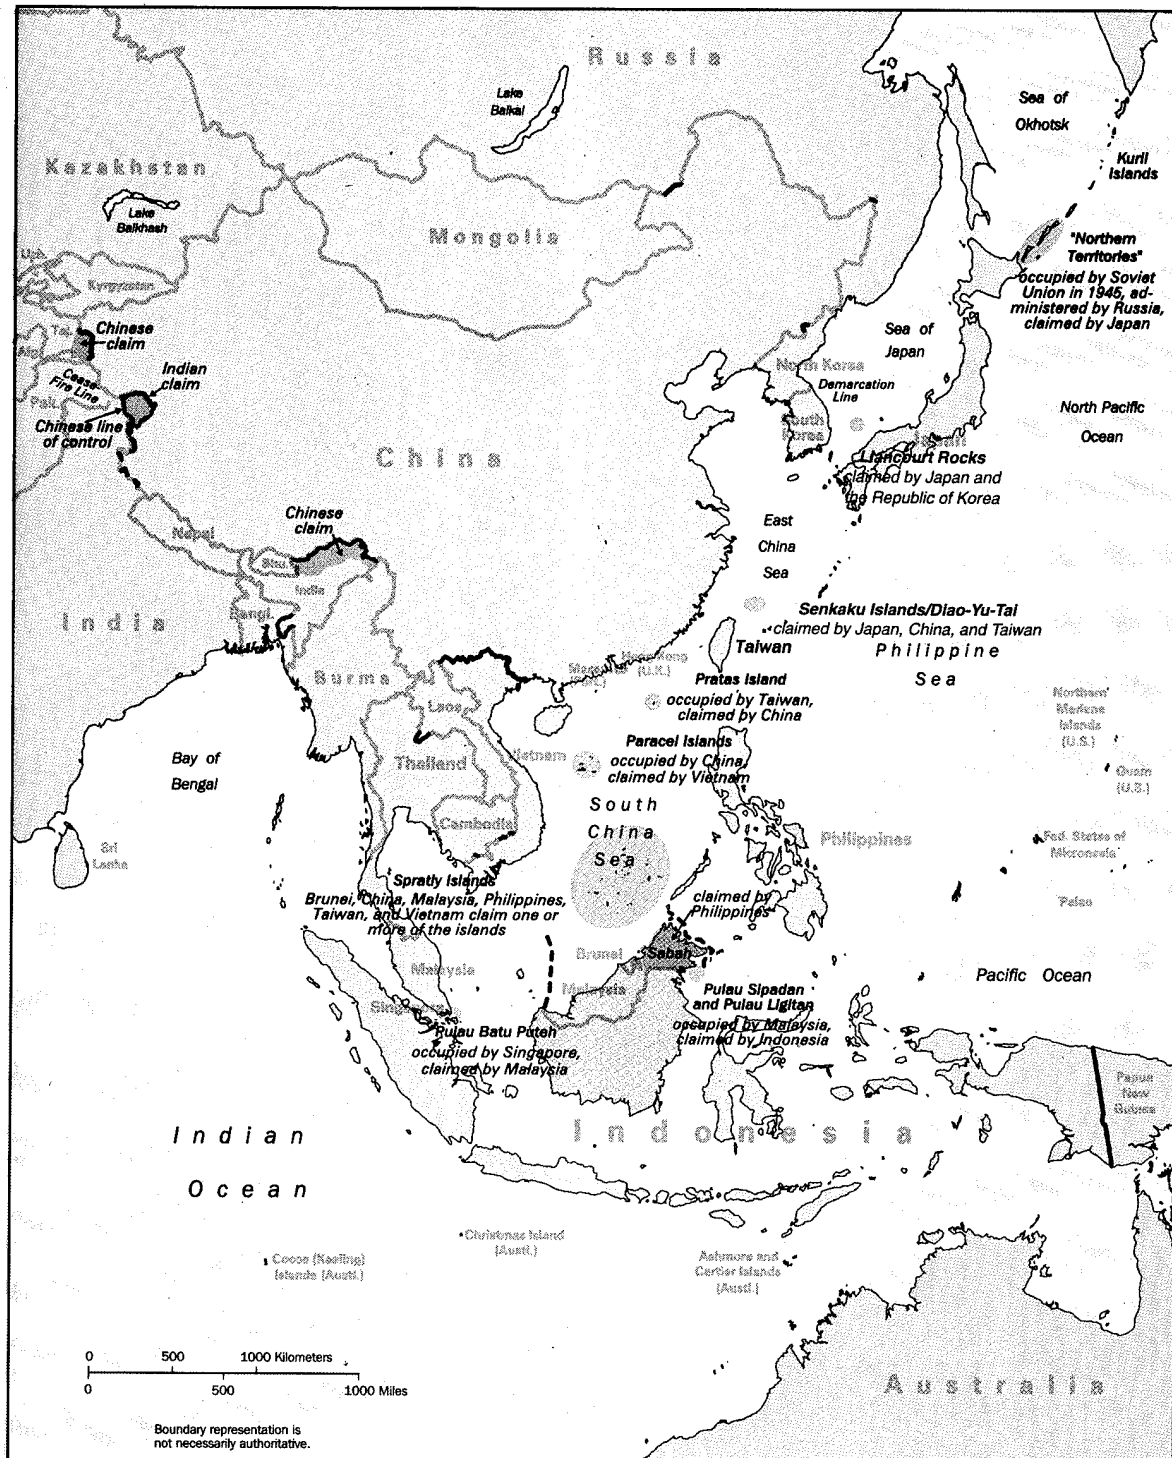 Russia
Lake
Baikal
Sea of
Okhotsk
Kuril
Islands
Kazakhstan
Lake
Balkhash
Mongolia
"Northern
Territories"
occupied by Soviet
Union in 1945, ad-
ministered by Russia,
claimed by Japan
Kyrgyzstan
Taj.
Chinese
claim
Afg.
Sea of
Japan
Indian
claim
Cease
Fire Line
Pak.
Chinese line
of control
North Korea
Demarcation
Line
South
Korea
Japan
North Pacific
Ocean
China
Liancourt Rocks
claimed by Japan and
the Republic of Korea
Chinese
claim
Nepal
Bhu.
India
East
China
Sea
India
Bangl.
Senkaku Islands/Diao-Yu-Tai
claimed by Japan, China, and Taiwan
Taiwan
Philippine
Sea
Burma
Hong Kong
(U.K.)
Laos
Pratas Island
occupied by Taiwan,
claimed by China
Northern
Mariana
Islands
(U.S.)
Bay of
Bengal
Thailand
Vietnam
Paracel Islands
occupied by China,
claimed by Vietnam
Guam
(U.S.)
South
China
Sea
Cambodia
Philippines
Fed. States of
Micronesia
Sri
Lanka
Spratly Islands
Brunei, China, Malaysia, Philippines,
Taiwan, and Vietnam claim one or
more of the islands
claimed by
Philippines
Palau
Brunei
Sabah
Malaysia
Malaysia
Pacific Ocean
Singapore
Pulau Sipadan
and Pulau Ligitan
occupied by Malaysia,
claimed by Indonesia
Pulau Batu Puteh
occupied by Singapore,
claimed by Malaysia
Papua
New
Guinea
Indian
Ocean
Indonesia
Christmas Island
(Austl.)
Cocos (Keeling)
Islands (Austl.)
Ashmore and
Cartier Islands
(Austl.)
0 500 1000 Kilometers
0 500 1000 Miles
Australia
Boundary representation is
not necessarily authoritative.